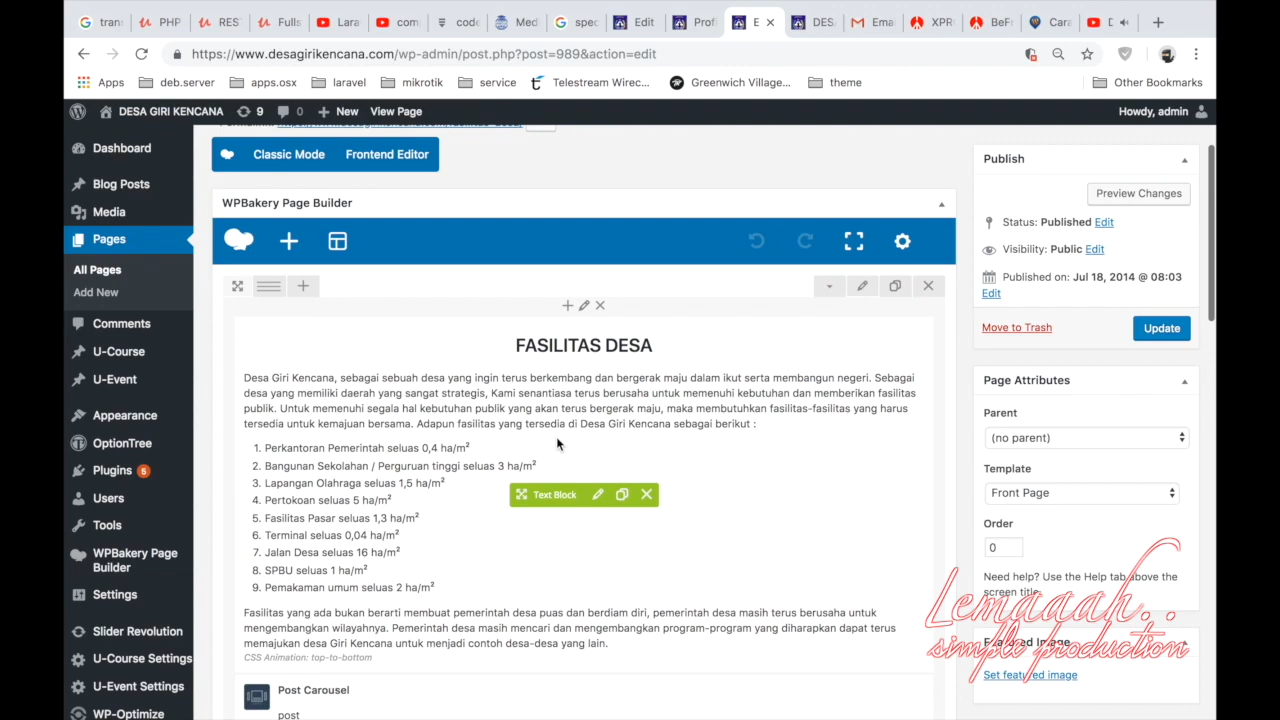 trans
PHP
RES
Fulls
Lara
com
code
Med
spec
Edit
Profi
E
DES
Ema
XPR
BeFr
Cara
D
https://www.desagirikencana.com/wp-admin/post.php?post=989&action=edit
Apps
deb.server
apps.osx
laravel
mikrotik
service
Telestream Wirec...
Greenwich Village...
theme
Other Bookmarks
DESA GIRI KENCANA
9
0
New
View Page
Howdy, admin
Dashboard
Blog Posts
Media
Pages
All Pages
Add New
Comments
U-Course
U-Event
Appearance
OptionTree
Plugins 5
Users
Tools
WPBakery Page
Builder
Settings
Slider Revolution
U-Course Settings
U-Event Settings
WP-Optimize
Classic Mode
Frontend Editor
WPBakery Page Builder
FASILITAS DESA
Desa Giri Kencana, sebagai sebuah desa yang ingin terus berkembang dan bergerak maju dalam ikut serta membangun negeri. Sebagai
desa yang memiliki daerah yang sangat strategis, Kami senantiasa terus berusaha untuk memenuhi kebutuhan dan memberikan fasilitas
publik. Untuk memenuhi segala hal kebutuhan publik yang akan terus bergerak maju, maka membutuhkan fasilitas-fasilitas yang harus
tersedia untuk kemajuan bersama. Adapun fasilitas yang tersedia di Desa Giri Kencana sebagai berikut :
1. Perkantoran Pemerintah seluas 0,4 ha/m²
2. Bangunan Sekolahan / Perguruan tinggi seluas 3 ha/m²
3. Lapangan Olahraga seluas 1,5 ha/m²
4. Pertokoan seluas 5 ha/m²
5. Fasilitas Pasar seluas 1,3 ha/m²
6. Terminal seluas 0,04 ha/m²
7. Jalan Desa seluas 16 ha/m²
8. SPBU seluas 1 ha/m²
9. Pemakaman umum seluas 2 ha/m²
Text Block
Fasilitas yang ada bukan berarti membuat pemerintah desa puas dan berdiam diri, pemerintah desa masih terus berusaha untuk
mengembangkan wilayahnya. Pemerintah desa masih mencari dan mengembangkan program-program yang diharapkan dapat terus
memajukan desa Giri Kencana untuk menjadi contoh desa-desa yang lain.
CSS Animation: top-to-bottom
Post Carousel
post
Publish
Preview Changes
Status: Published Edit
Visibility: Public Edit
Published on: Jul 18, 2014 @ 08:03
Edit
Move to Trash
Update
Page Attributes
Parent
(no parent)
Template
Front Page
Order
0
Need help? Use the Help tab above the
screen title.
Featured Image
Set featured image
Lemaaah..
simple production